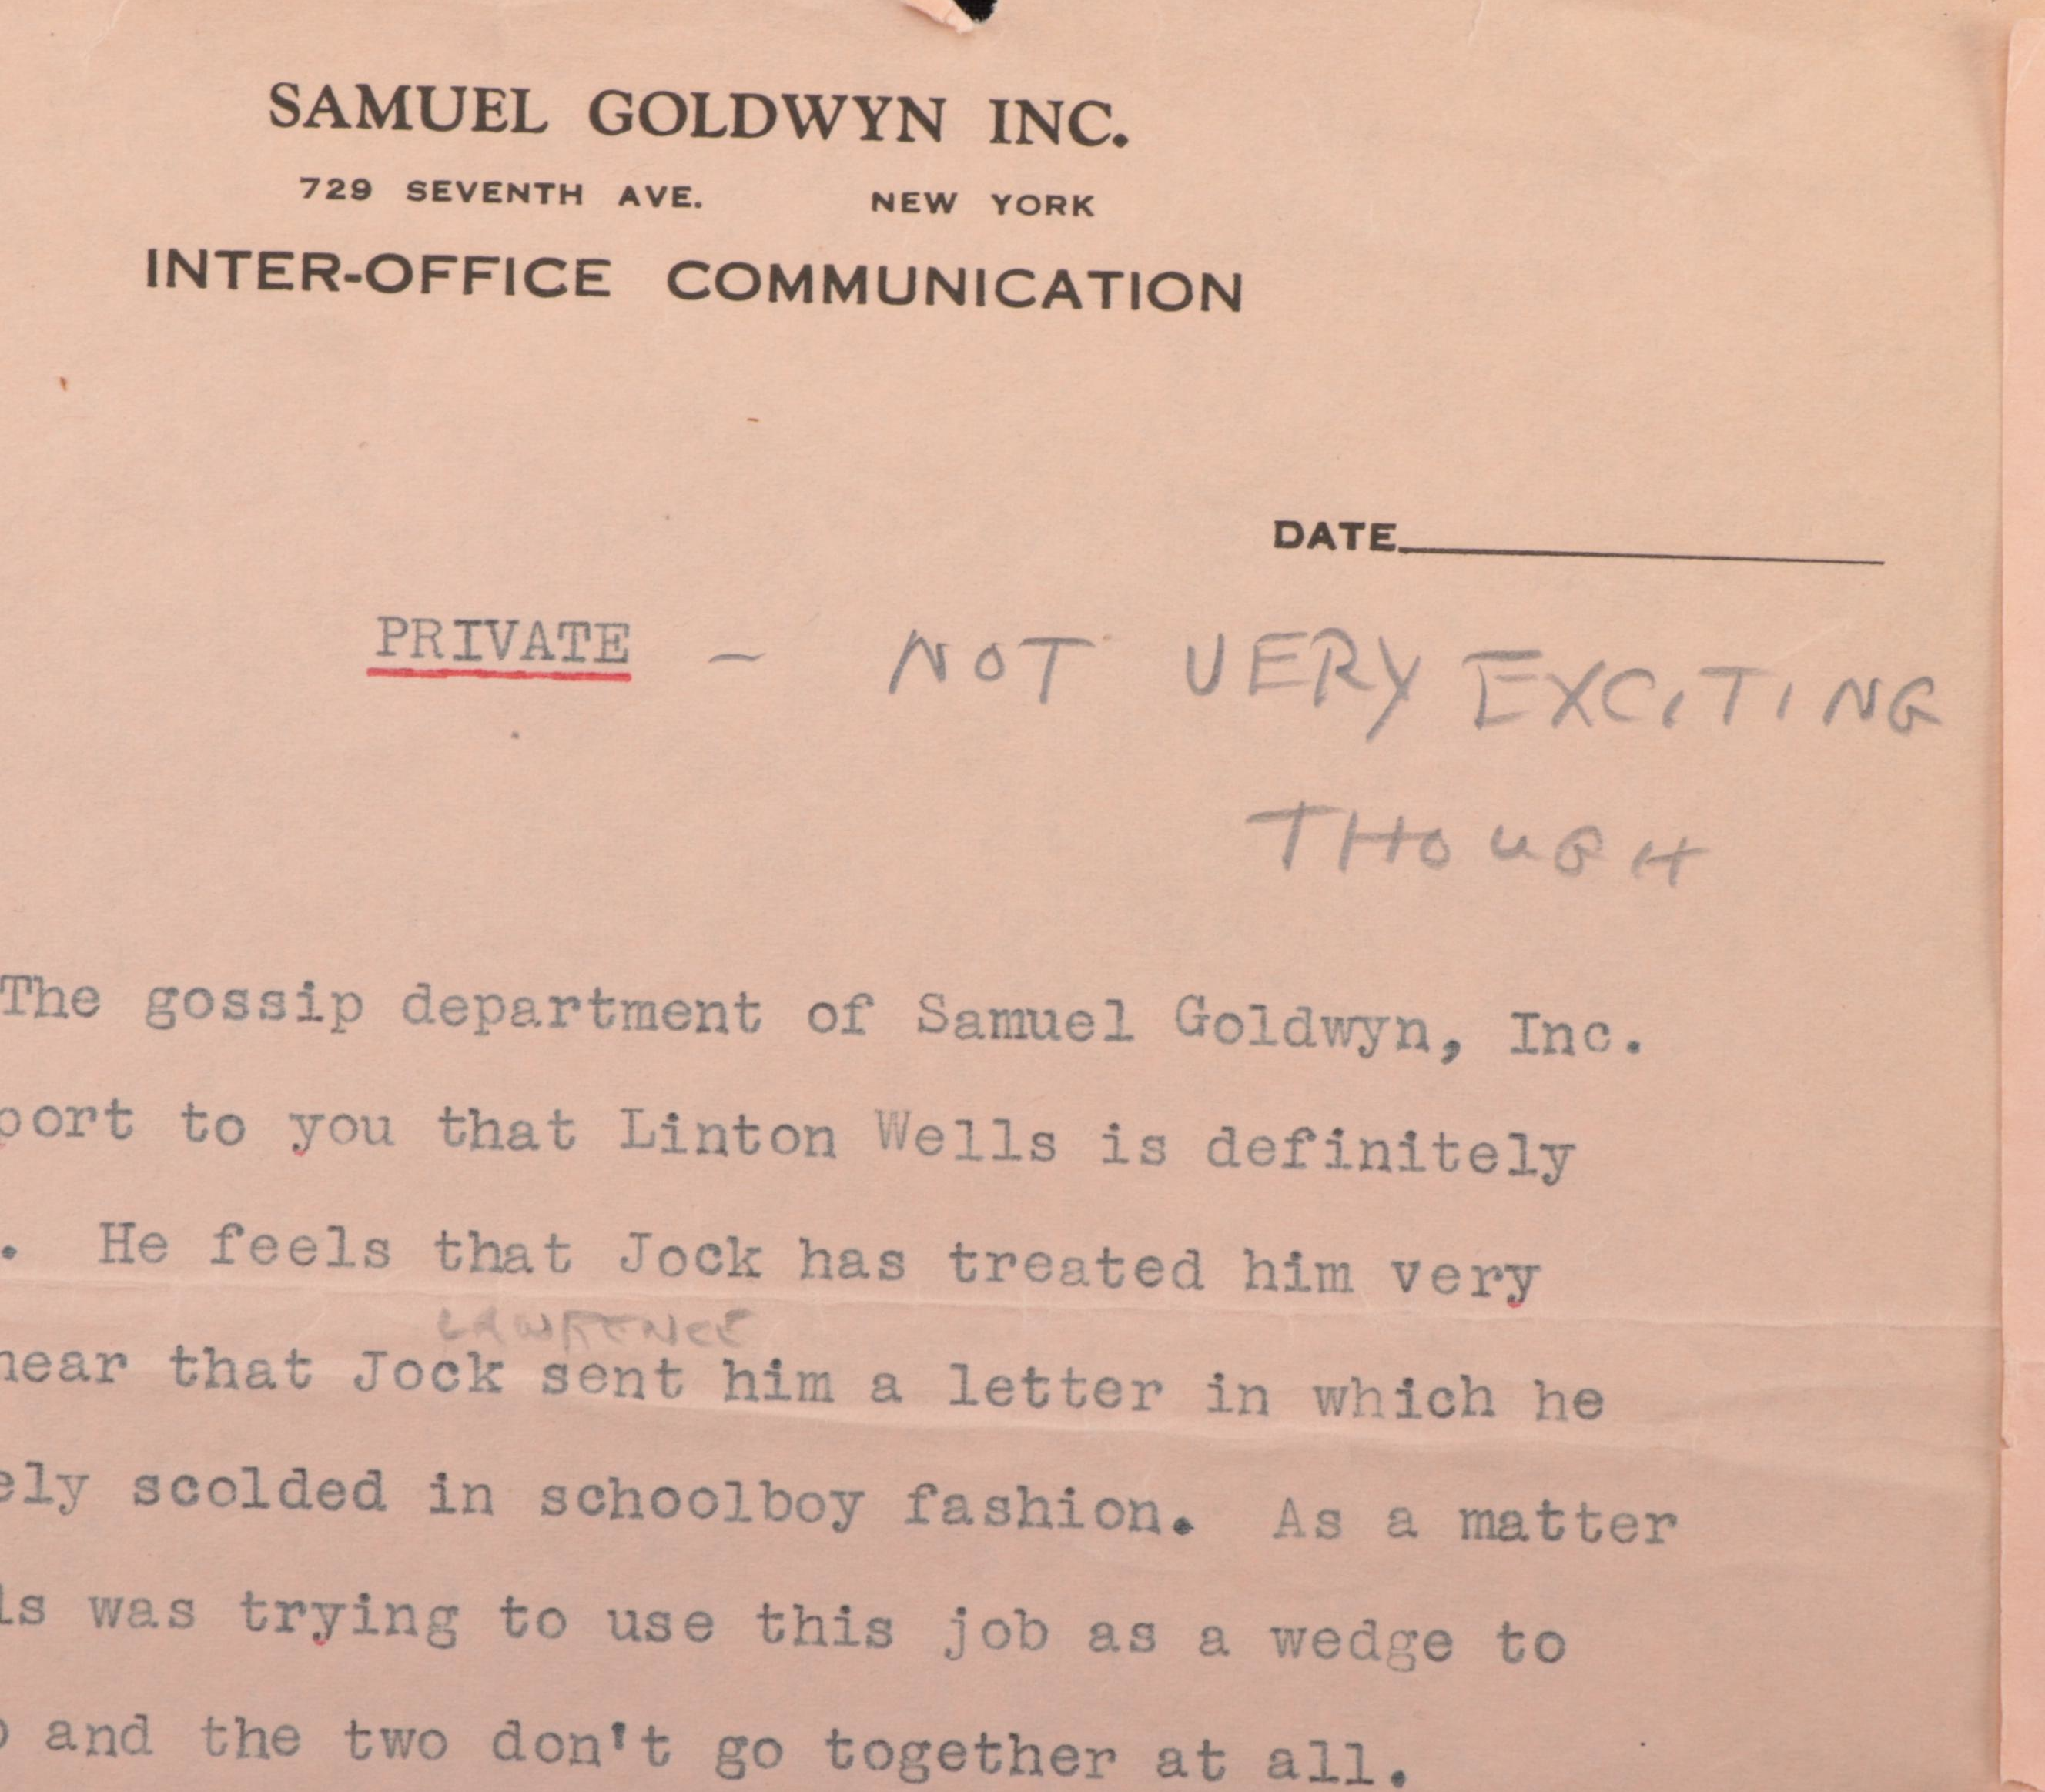 SAMUEL GOLDWYN INC.
729 SEVENTH AVE. NEW YORK
INTER-OFFICE COMMUNICATION
DATE
PRIVATE - NOT VERY EXCITING
THOUGH
The gossip department of Samuel Goldwyn, Inc.
port to you that Linton Wells is definitely
. He feels that Jock has treated him very
LAWRENCE
hear that Jock sent him a letter in which he
ely scolded in schoolboy fashion. As a matter
ls was trying to use this job as a wedge to
and the two don't go together at all.